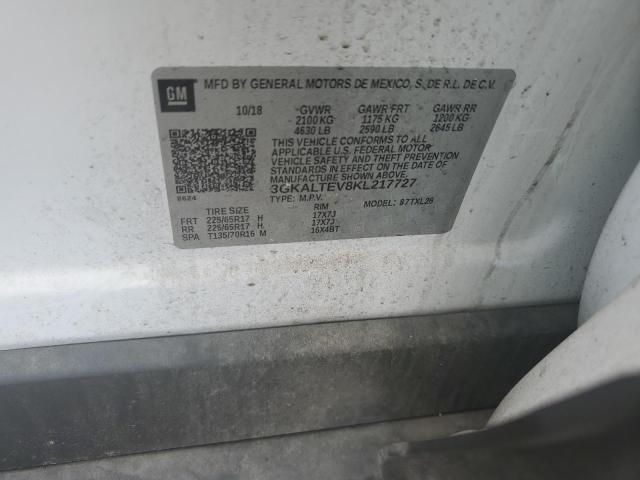 GM
MFD BY GENERAL MOTORS DE MEXICO, S. DE R.L. DE C.V.
10/18 GVWR GAWR FRT GAWR RR
2100 KG 1175 KG 1200 KG
4630 LB 2590 LB 2645 LB
THIS VEHICLE CONFORMS TO ALL
APPLICABLE U.S. FEDERAL MOTOR
VEHICLE SAFETY AND THEFT PREVENTION
STANDARDS IN EFFECT ON THE DATE
OF MANUFACTURE SHOWN ABOVE.
3GKALTEV8KL217727
8624
TYPE: M.P.V. MODEL: 87TXL26
TIRE SIZE RIM
FRT 225/65R17 H 17X7J
RR 225/65R17 H 17X7J
SPA T135/70R16 M 16X4BT